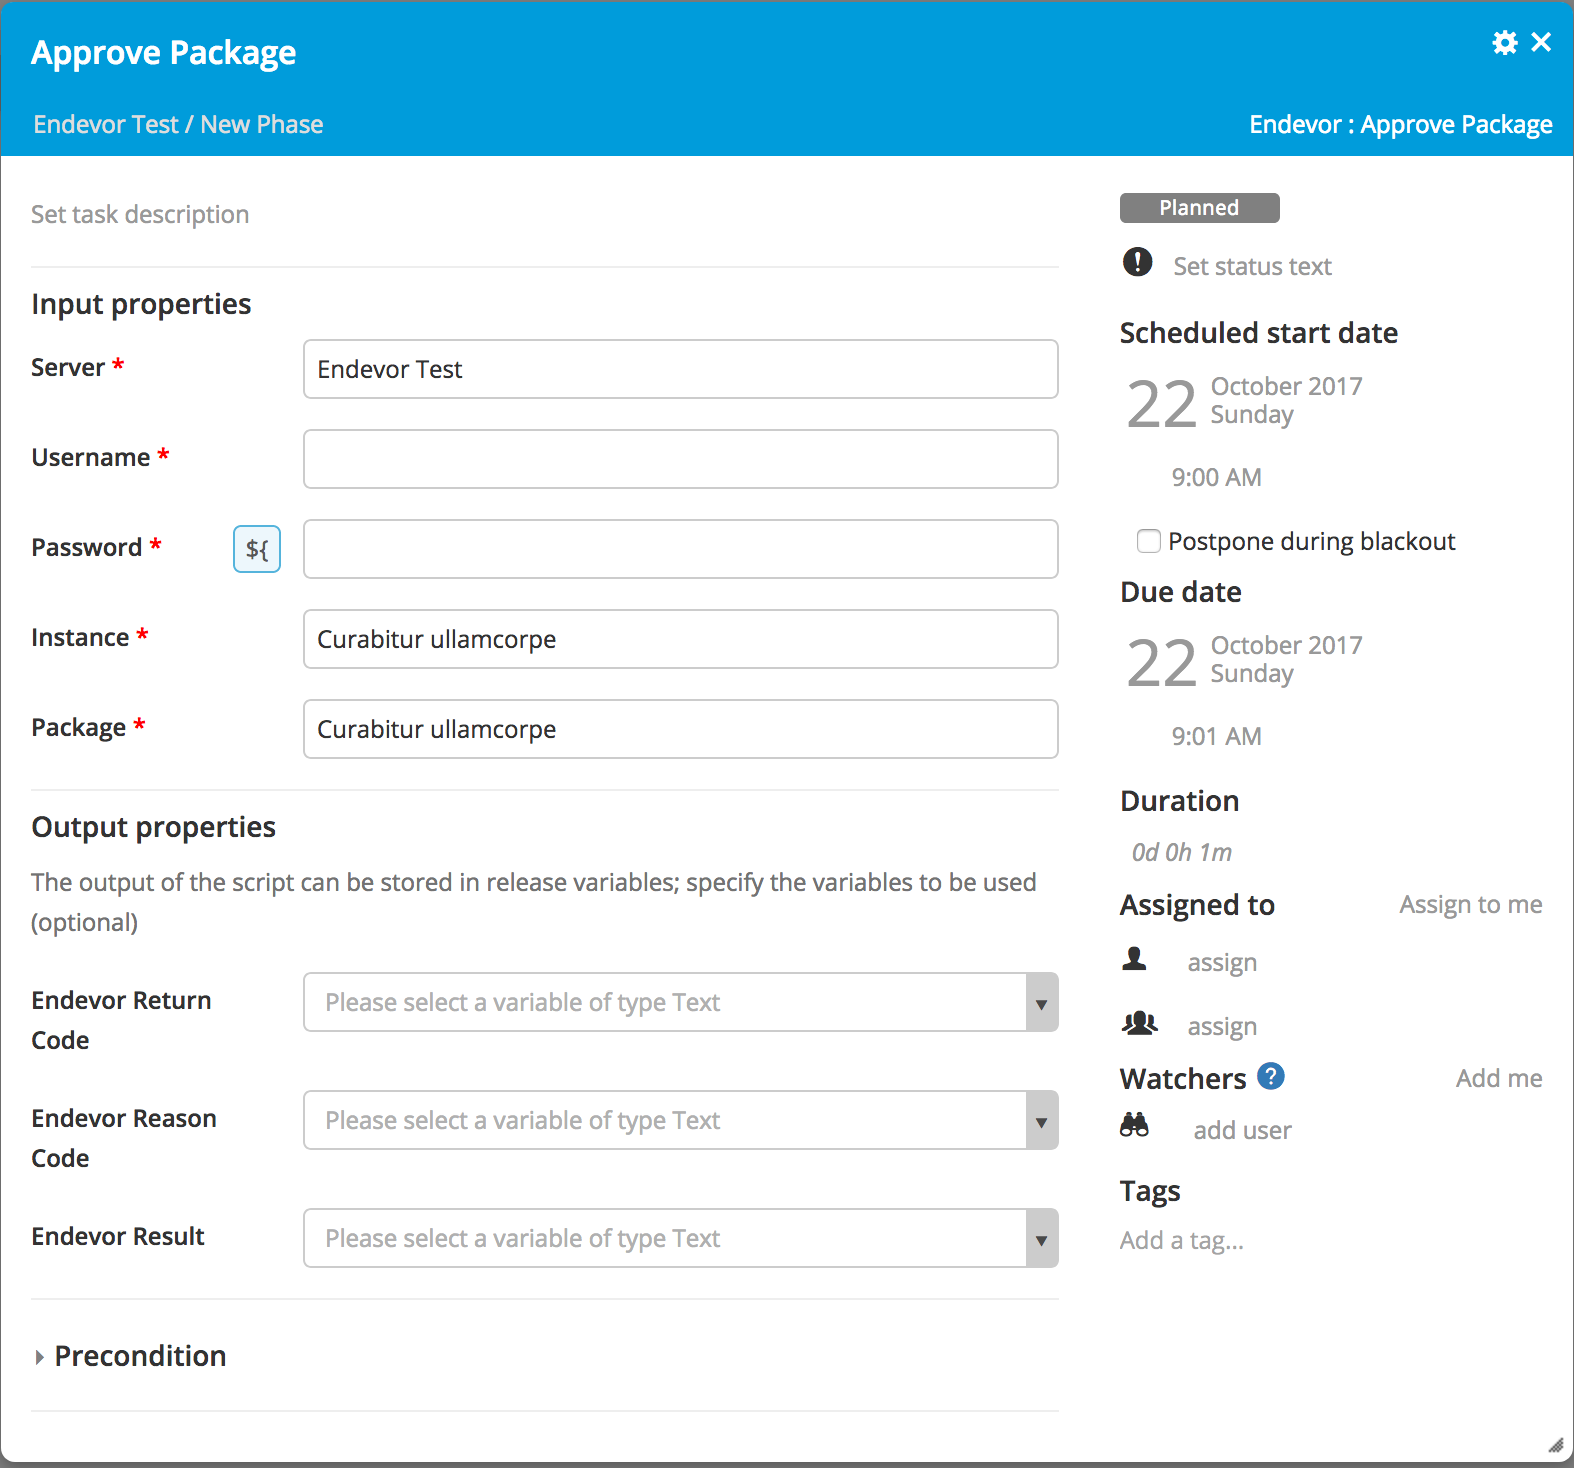 Approve Package
Endevor Test / New Phase
Endevor : Approve Package
Set task description
Input properties
Server *
Endevor Test
Username *
Password *
${
Instance *
Curabitur ullamcorpe
Package *
Curabitur ullamcorpe
Output properties
The output of the script can be stored in release variables; specify the variables to be used
(optional)
Endevor Return
Code
Please select a variable of type Text
Endevor Reason
Code
Please select a variable of type Text
Endevor Result
Please select a variable of type Text
Precondition
Planned
Set status text
Scheduled start date
22
October 2017
Sunday
9:00 AM
Postpone during blackout
Due date
22
October 2017
Sunday
9:01 AM
Duration
0d 0h 1m
Assigned to
Assign to me
assign
assign
Watchers ?
Add me
add user
Tags
Add a tag...